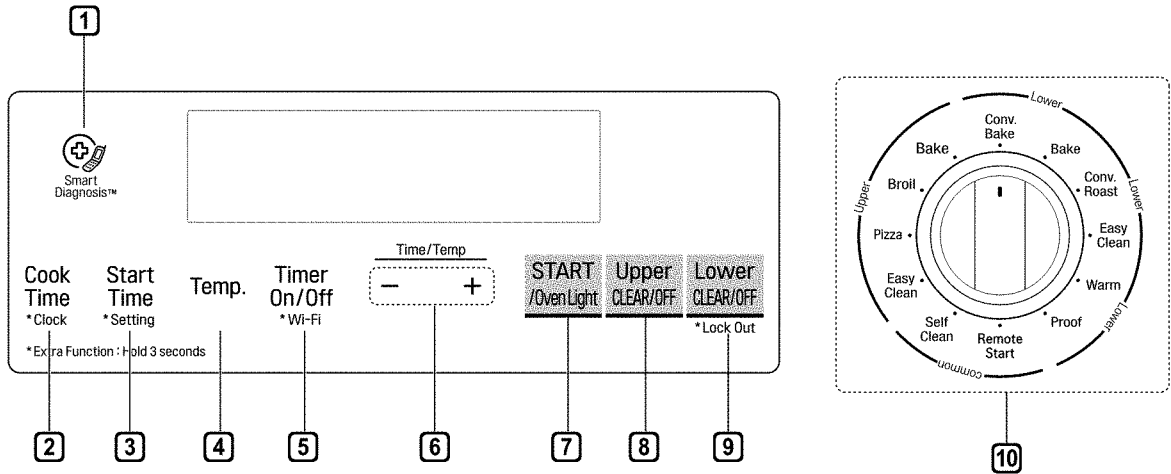 1
Smart
Diagnosis™
Time/Temp
Cook
Time
*Clock
Start
Time
*Setting
Temp.
Timer
On/Off
*Wi-Fi
− +
START
/Oven Light
Upper
CLEAR/OFF
Lower
CLEAR/OFF
*Lock Out
*Extra Function : Hold 3 seconds
2
3
4
5
6
7
8
9
Lower
Conv.
Bake
Bake
Bake
Broil
Conv.
Roast
Upper
Lower
Pizza
Easy
Clean
Easy
Clean
Warm
Self
Clean
Proof
Remote
Start
Lower
Common
10